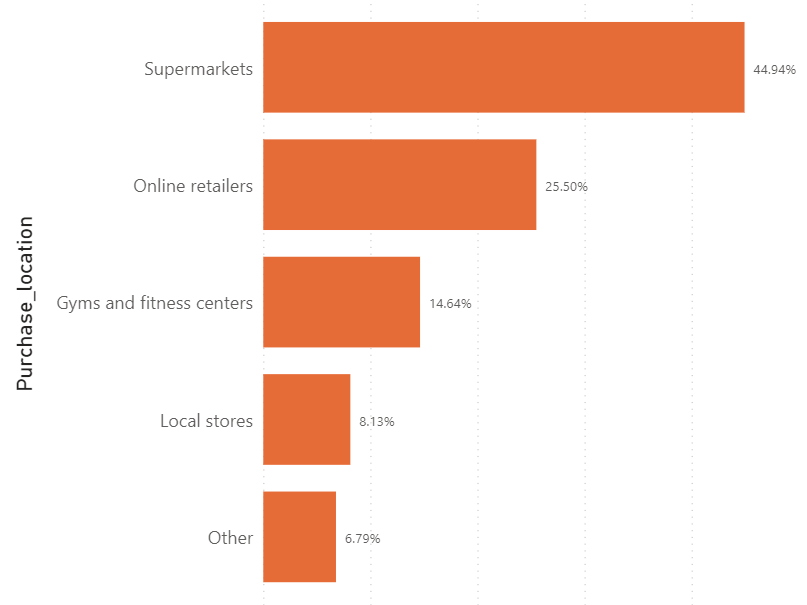 Purchase_location
Supermarkets 44.94%
Online retailers 25.50%
Gyms and fitness centers 14.64%
Local stores 8.13%
Other 6.79%